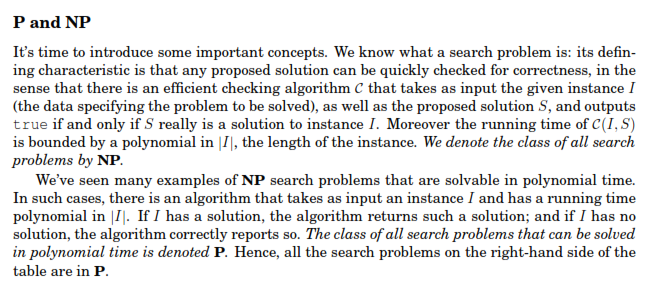 P and NP
It's time to introduce some important concepts. We know what a search problem is: its defin-
ing characteristic is that any proposed solution can be quickly checked for correctness, in the
sense that there is an efficient checking algorithm C that takes as input the given instance I
(the data specifying the problem to be solved), as well as the proposed solution S, and outputs
true if and only if S really is a solution to instance I. Moreover the running time of C(I, S)
is bounded by a polynomial in |I|, the length of the instance. We denote the class of all search
problems by NP.
We've seen many examples of NP search problems that are solvable in polynomial time.
In such cases, there is an algorithm that takes as input an instance I and has a running time
polynomial in |I|. If I has a solution, the algorithm returns such a solution; and if I has no
solution, the algorithm correctly reports so. The class of all search problems that can be solved
in polynomial time is denoted P. Hence, all the search problems on the right-hand side of the
table are in P.